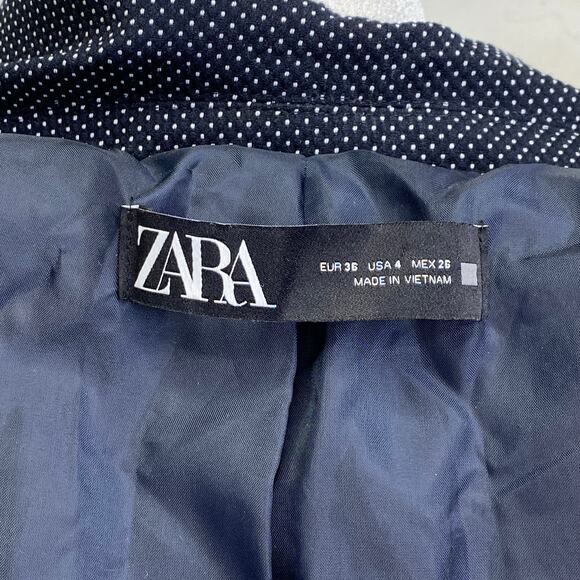 ZARA
EUR 36 USA 4 MEX 26
MADE IN VIETNAM